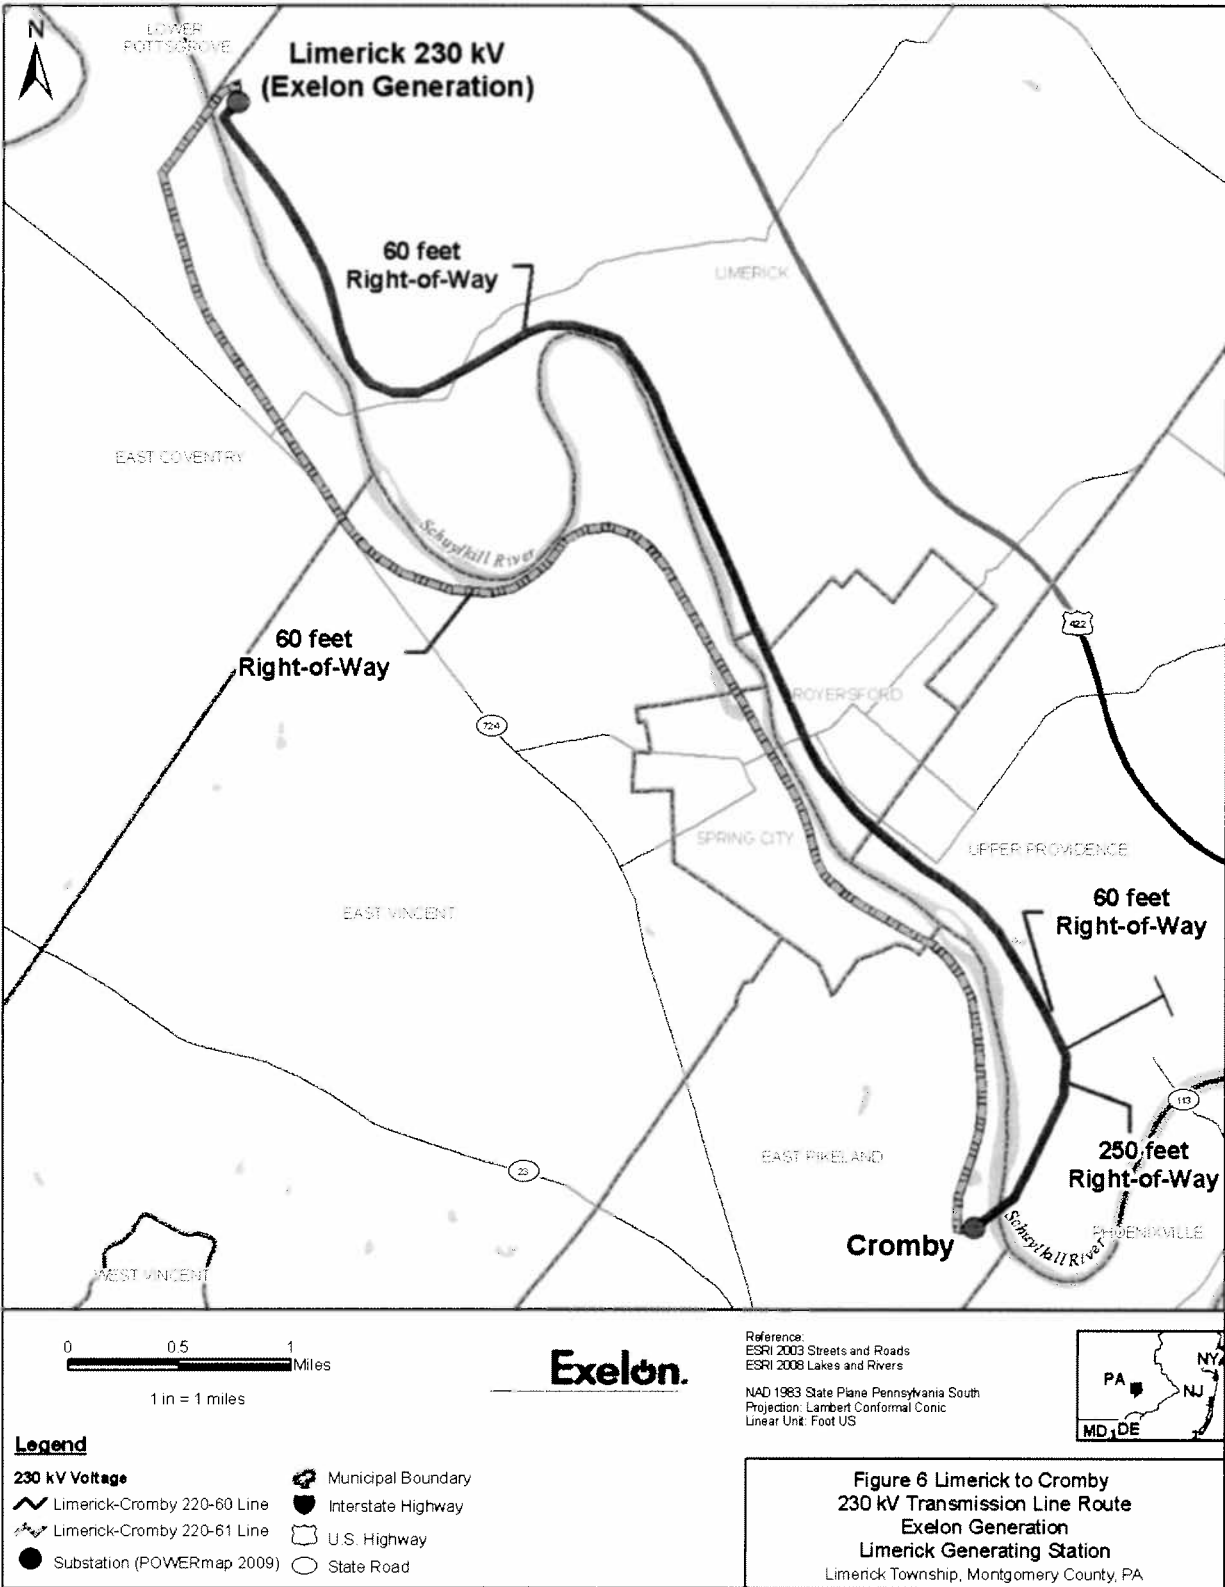 N
LOWER
POTTSGROVE
Limerick 230 kV
(Exelon Generation)
60 feet
Right-of-Way
LIMERICK
EAST COVENTRY
Schuylkill River
60 feet
Right-of-Way
422
ROYERSFORD
724
SPRING CITY
UPPER PROVIDENCE
60 feet
Right-of-Way
EAST VINCENT
113
250 feet
Right-of-Way
EAST PIKELAND
23
Schuylkill River
PHOENIXVILLE
Cromby
WEST VINCENT
0 0.5 1
Miles
1 in = 1 miles
Exelon.
Reference:
ESRI 2003 Streets and Roads
ESRI 2008 Lakes and Rivers
NAD 1983 State Plane Pennsylvania South
Projection: Lambert Conformal Conic
Linear Unit: Foot US
NY
PA
NJ
MD DE
Legend
230 kV Voltage
Limerick-Cromby 220-60 Line
Limerick-Cromby 220-61 Line
Substation (POWERmap 2009)
Municipal Boundary
Interstate Highway
U.S. Highway
State Road
Figure 6 Limerick to Cromby
230 kV Transmission Line Route
Exelon Generation
Limerick Generating Station
Limerick Township, Montgomery County, PA